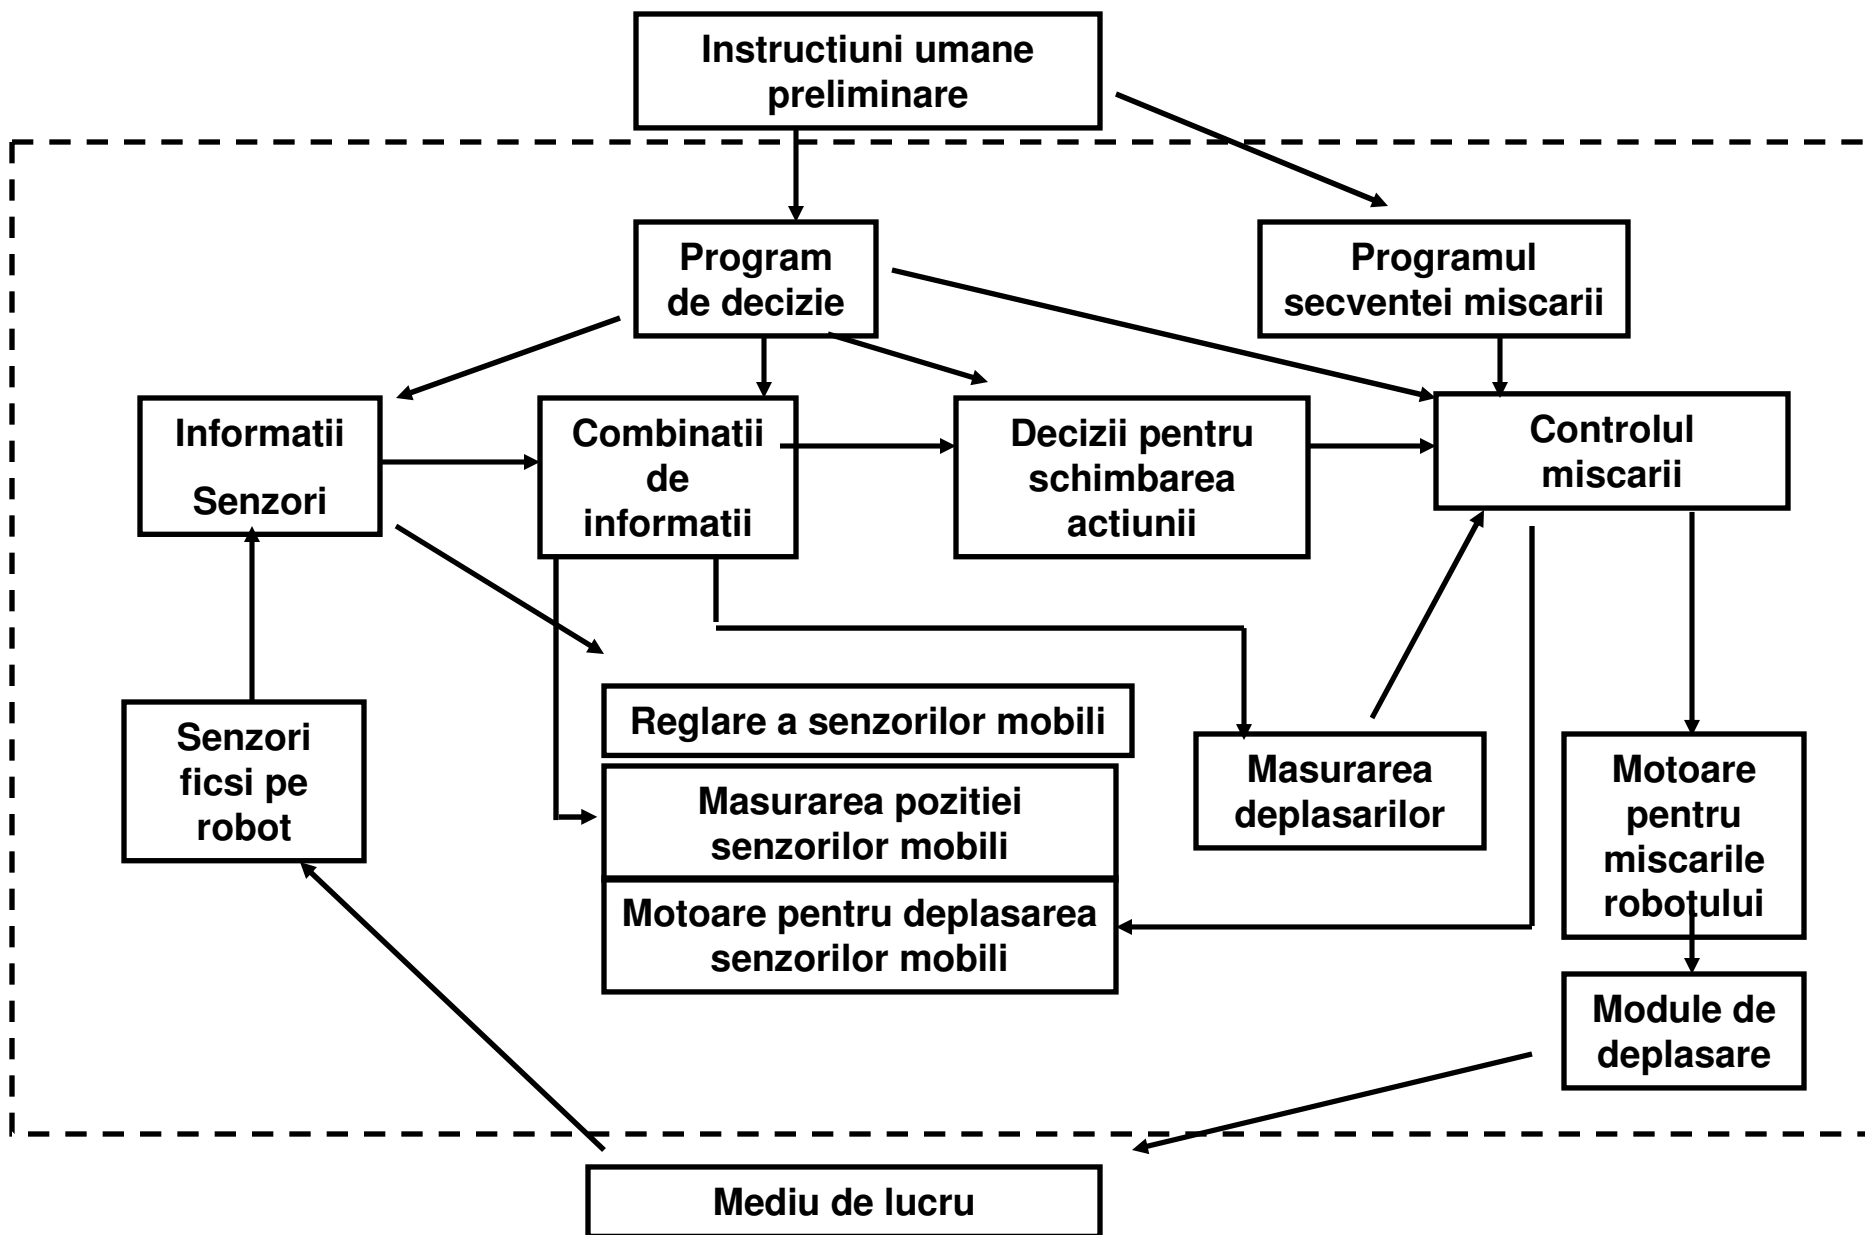 Instructiuni umane
preliminare
Program
de decizie
Programul
secventei miscarii
Informatii
Senzori
Combinatii
de
informatii
Decizii pentru
schimbarea
actiunii
Controlul
miscarii
Senzori
ficsi pe
robot
Reglare a senzorilor mobili
Masurarea pozitiei
senzorilor mobili
Motoare pentru deplasarea
senzorilor mobili
Masurarea
deplasarilor
Motoare
pentru
miscarile
robotului
Module de
deplasare
Mediu de lucru